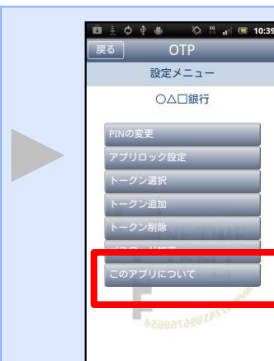 10:39
戻る OTP
設定メニュー
○△□銀行
PINの変更
アプリロック設定
トークン選択
トークン追加
トークン削除
このアプリについて